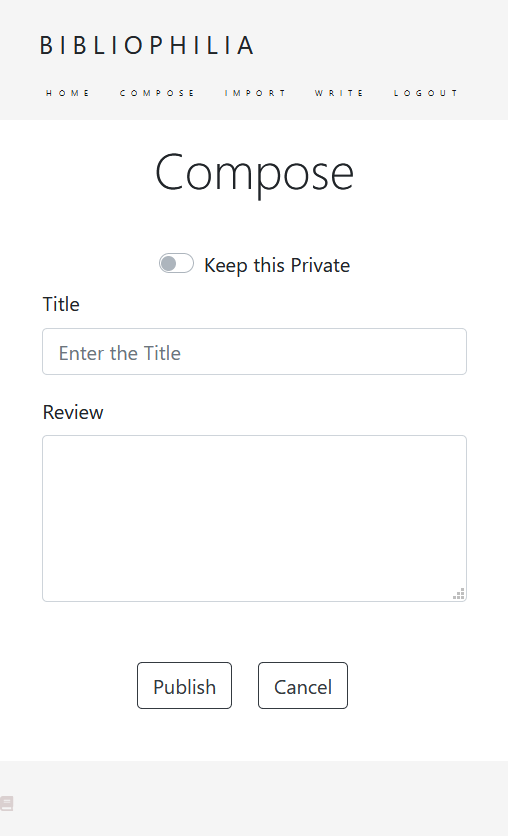 BIBLIOPHILIA
HOME COMPOSE IMPORT WRITE LOGOUT
Compose
Keep this Private
Title
Enter the Title
Review
Publish Cancel